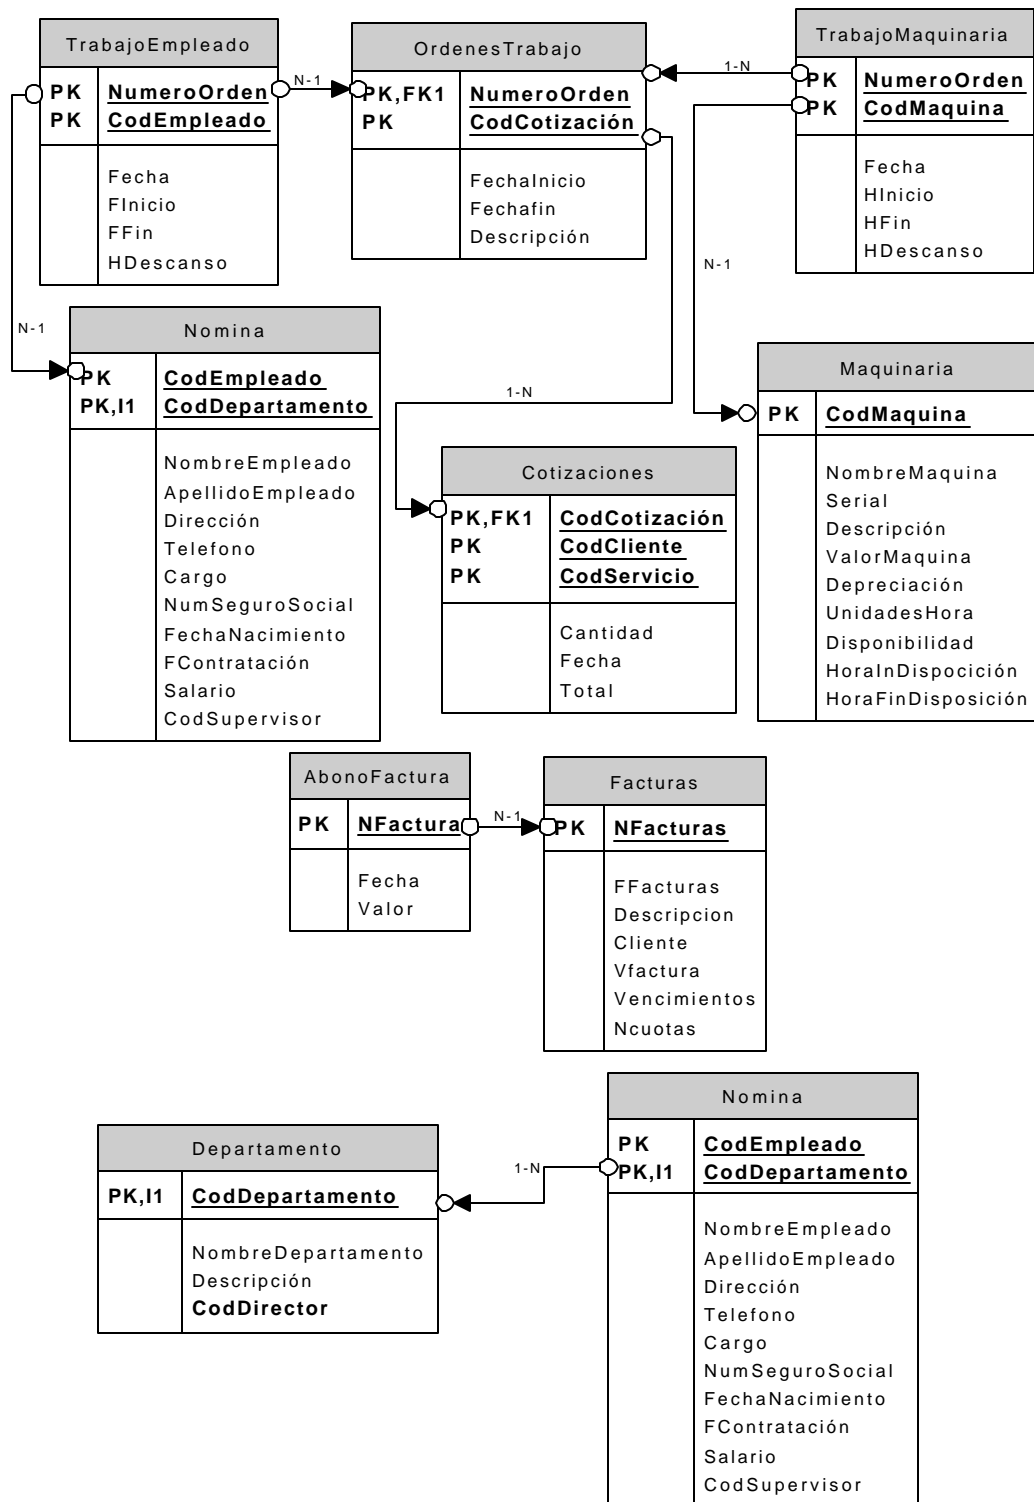 TrabajoEmpleado
PK NumeroOrden
PK CodEmpleado
Fecha
FInicio
FFin
HDescanso
N-1
OrdenesTrabajo
PK,FK1 NumeroOrden
PK CodCotización
FechaInicio
Fechafin
Descripción
1-N
TrabajoMaquinaria
PK NumeroOrden
PK CodMaquina
Fecha
HInicio
HFin
HDescanso
N-1
N-1
Nomina
PK CodEmpleado
PK,I1 CodDepartamento
NombreEmpleado
ApellidoEmpleado
Dirección
Telefono
Cargo
NumSeguroSocial
FechaNacimiento
FContratación
Salario
CodSupervisor
1-N
Cotizaciones
PK,FK1 CodCotización
PK CodCliente
PK CodServicio
Cantidad
Fecha
Total
Maquinaria
PK CodMaquina
NombreMaquina
Serial
Descripción
ValorMaquina
Depreciación
UnidadesHora
Disponibilidad
HoraInDispocición
HoraFinDisposición
AbonoFactura
PK NFactura
Fecha
Valor
N-1
Facturas
PK NFacturas
FFacturas
Descripcion
Cliente
Vfactura
Vencimientos
Ncuotas
Departamento
PK,I1 CodDepartamento
NombreDepartamento
Descripción
CodDirector
1-N
Nomina
PK CodEmpleado
PK,I1 CodDepartamento
NombreEmpleado
ApellidoEmpleado
Dirección
Telefono
Cargo
NumSeguroSocial
FechaNacimiento
FContratación
Salario
CodSupervisor